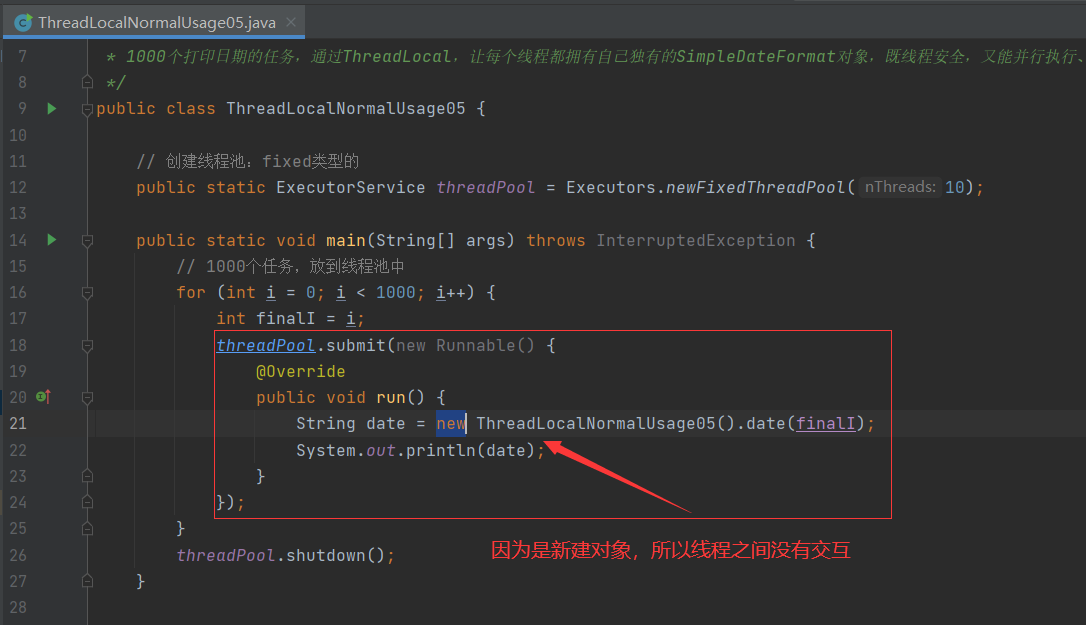 ThreadLocalNormalUsage05.java
7 * 1000个打印日期的任务，通过ThreadLocal，让每个线程都拥有自己独有的SimpleDateFormat对象，既线程安全，又能并行执行、
8 */
9 public class ThreadLocalNormalUsage05 {
10
11 // 创建线程池：fixed类型的
12 public static ExecutorService threadPool = Executors.newFixedThreadPool( nThreads: 10);
13
14 public static void main(String[] args) throws InterruptedException {
15 // 1000个任务，放到线程池中
16 for (int i = 0; i < 1000; i++) {
17 int finalI = i;
18 threadPool.submit(new Runnable() {
19 @Override
20 public void run() {
21 String date = new ThreadLocalNormalUsage05().date(finalI);
22 System.out.println(date);
23 }
24 });
25 }
因为是新建对象，所以线程之间没有交互
26 threadPool.shutdown();
27 }
28